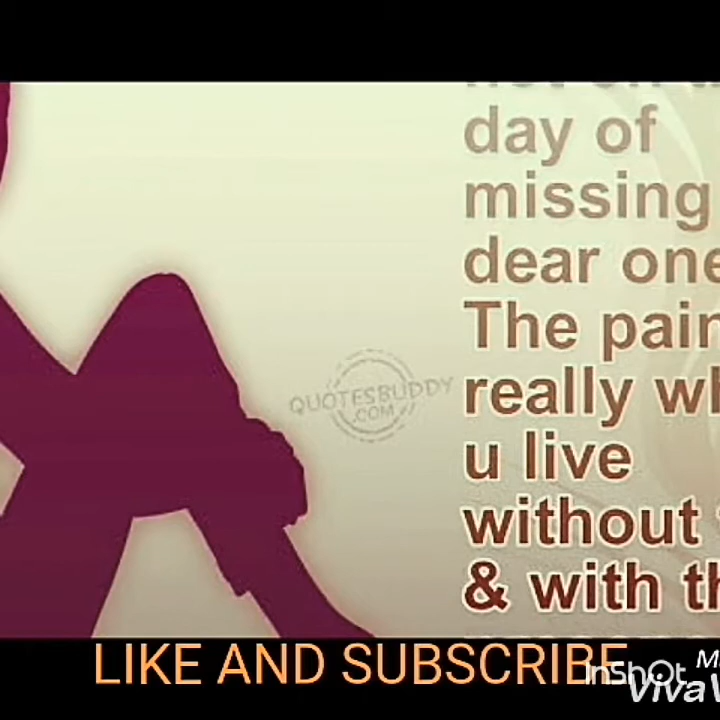 day of
missing
dear one
The pain
really wh
u live
without
& with th
QUOTESBUDDY
.COM
LIKE AND SUBSCRIBE
InShot
VivaV